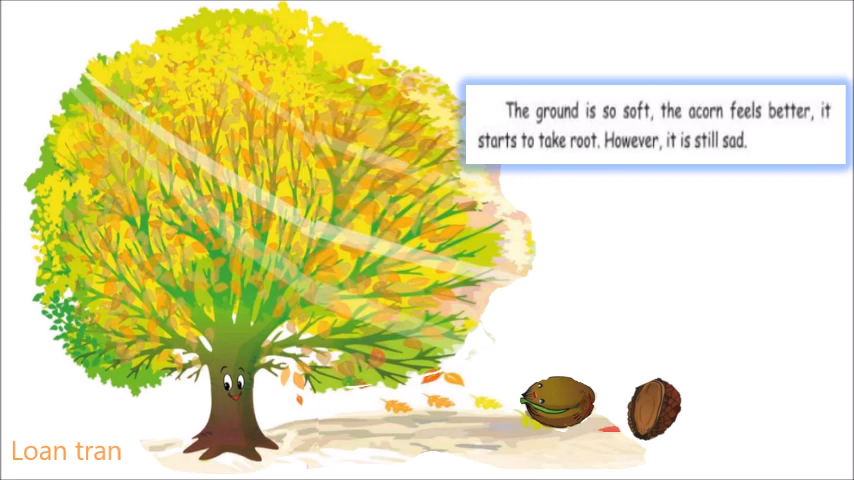 The ground is so soft, the acorn feels better, it
starts to take root. However, it is still sad.
Loan tran